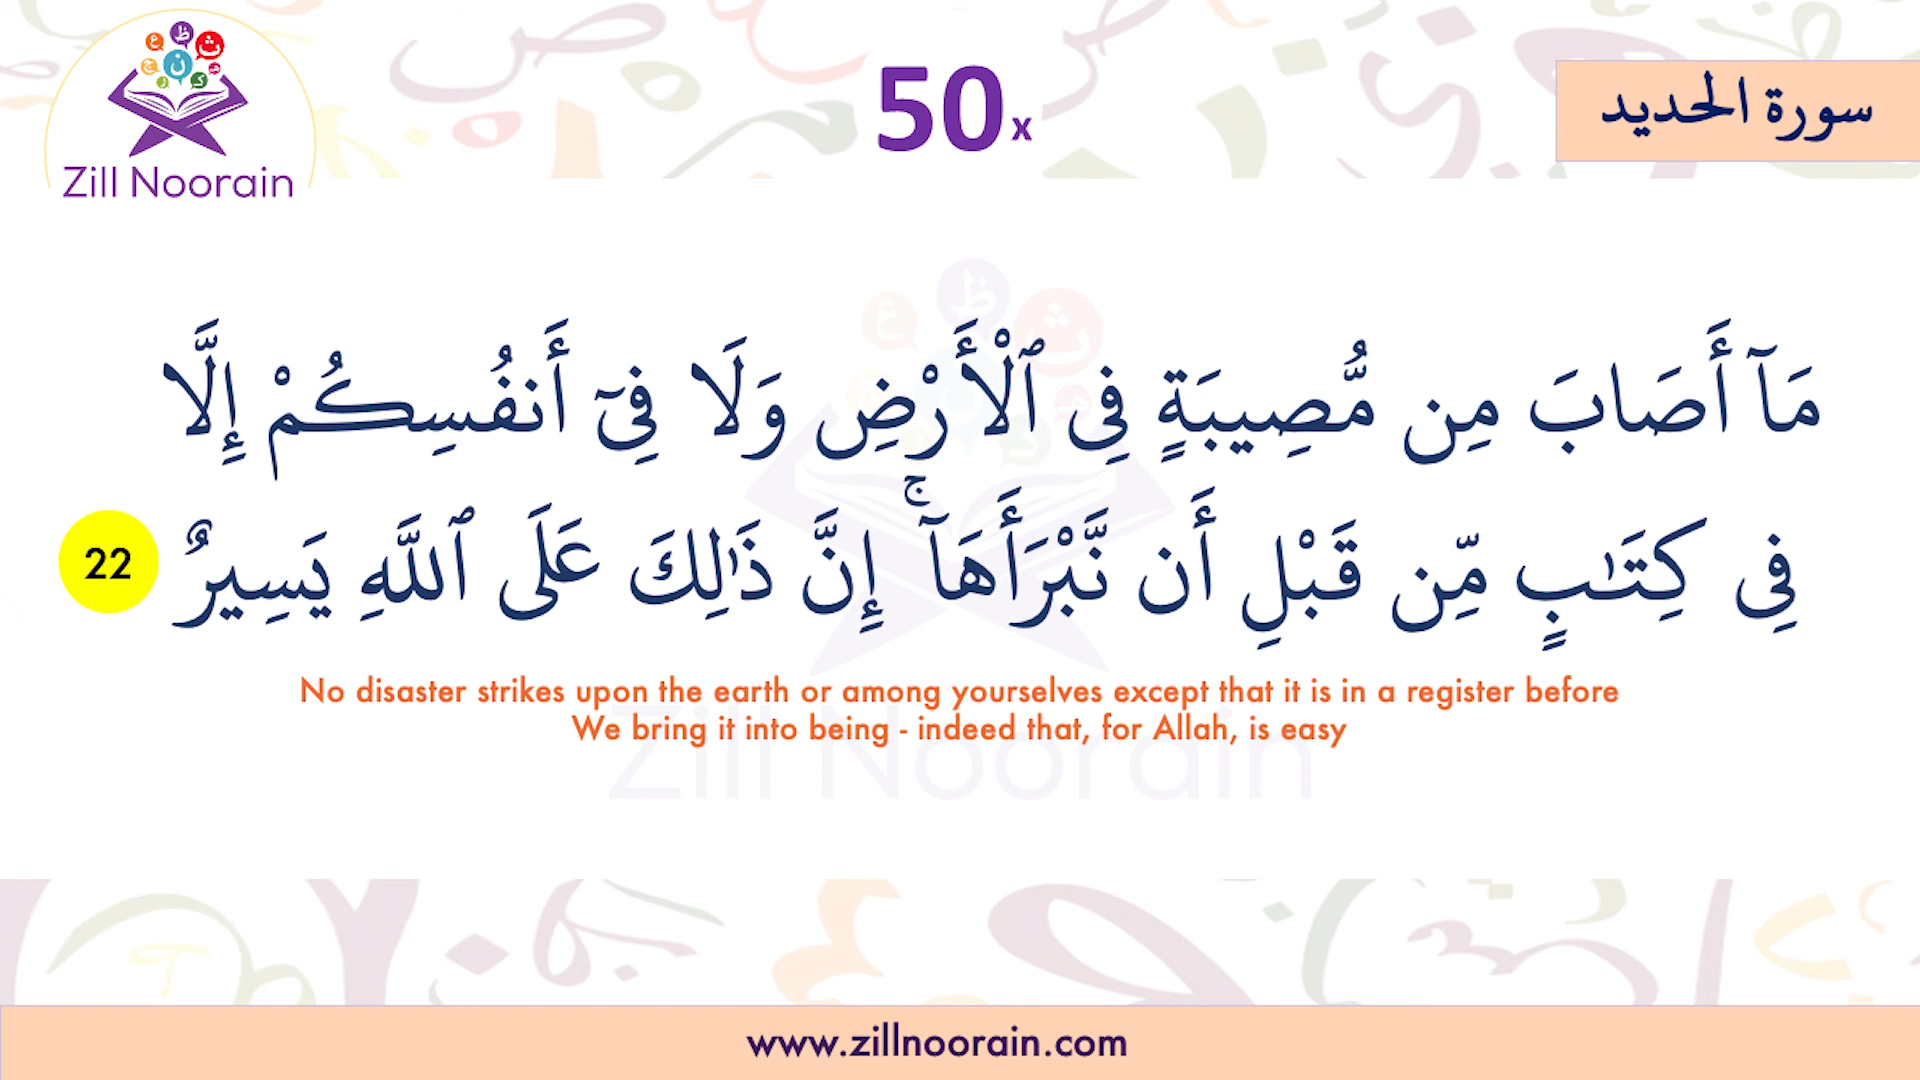 Zill Noorain
50x
سورة الحديد
مَآ أَصَابَ مِن مُّصِيبَةٍ فِى ٱلْأَرْضِ وَلَا فِىٓ أَنفُسِكُمْ إِلَّا
فِى كِتَـٰبٍ مِّن قَبْلِ أَن نَّبْرَأَهَآ ۚ إِنَّ ذَٰلِكَ عَلَى ٱللَّهِ يَسِيرٌ 22
No disaster strikes upon the earth or among yourselves except that it is in a register before
We bring it into being - indeed that, for Allah, is easy
Zill Noorain
www.zillnoorain.com